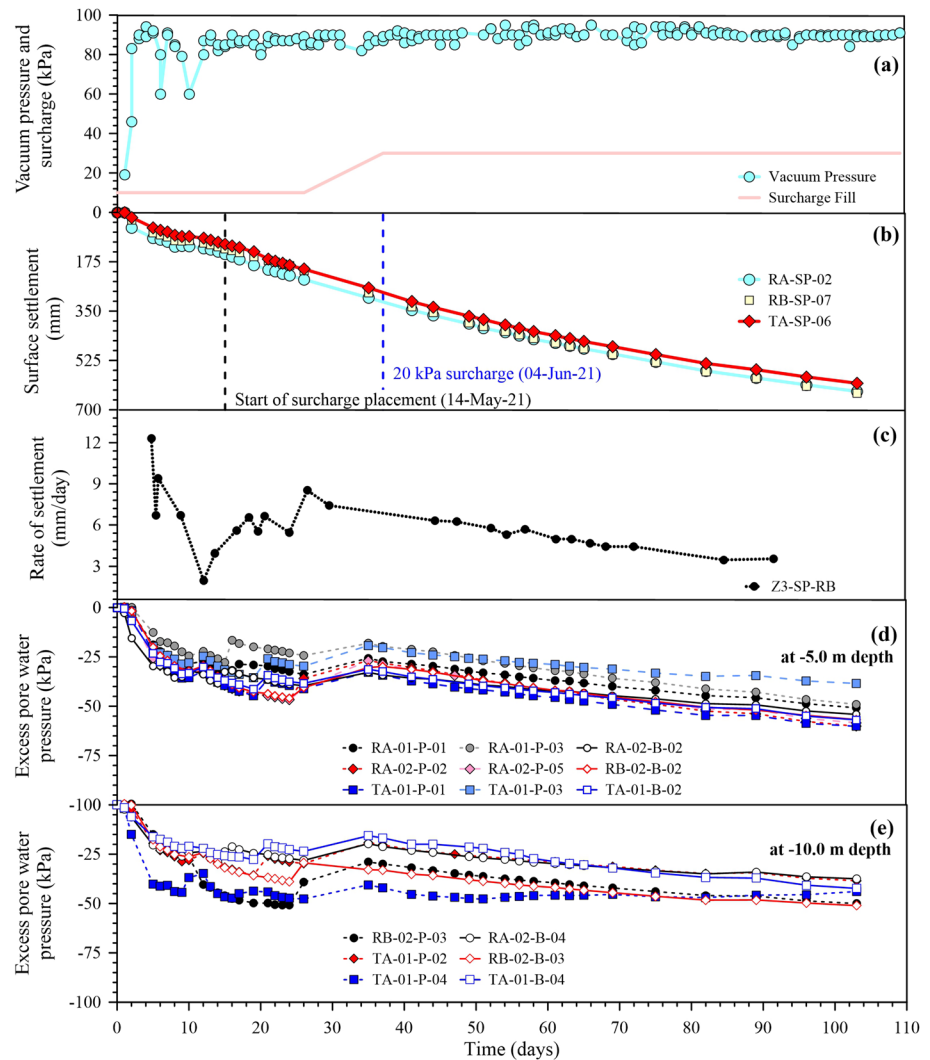 100
80
60
40
20
0
Vacuum pressure and
surcharge (kPa)
(a)
Vacuum Pressure
Surcharge Fill
175
350
525
700
Surface settlement
(mm)
(b)
RA-SP-02
RB-SP-07
TA-SP-06
20 kPa surcharge (04-Jun-21)
Start of surcharge placement (14-May-21)
12
9
6
3
Rate of settlement
(mm/day)
(c)
Z3-SP-RB
0
-25
-50
-75
-100
Excess pore water
pressure (kPa)
(d)
at -5.0 m depth
RA-01-P-01
RA-01-P-03
RA-02-B-02
RA-02-P-02
RA-02-P-05
RB-02-B-02
TA-01-P-01
TA-01-P-03
TA-01-B-02
-25
-50
-75
-100
Excess pore water
pressure (kPa)
(e)
at -10.0 m depth
RB-02-P-03
RA-02-B-04
TA-01-P-02
RB-02-B-03
TA-01-P-04
TA-01-B-04
0 10 20 30 40 50 60 70 80 90 100 110
Time (days)